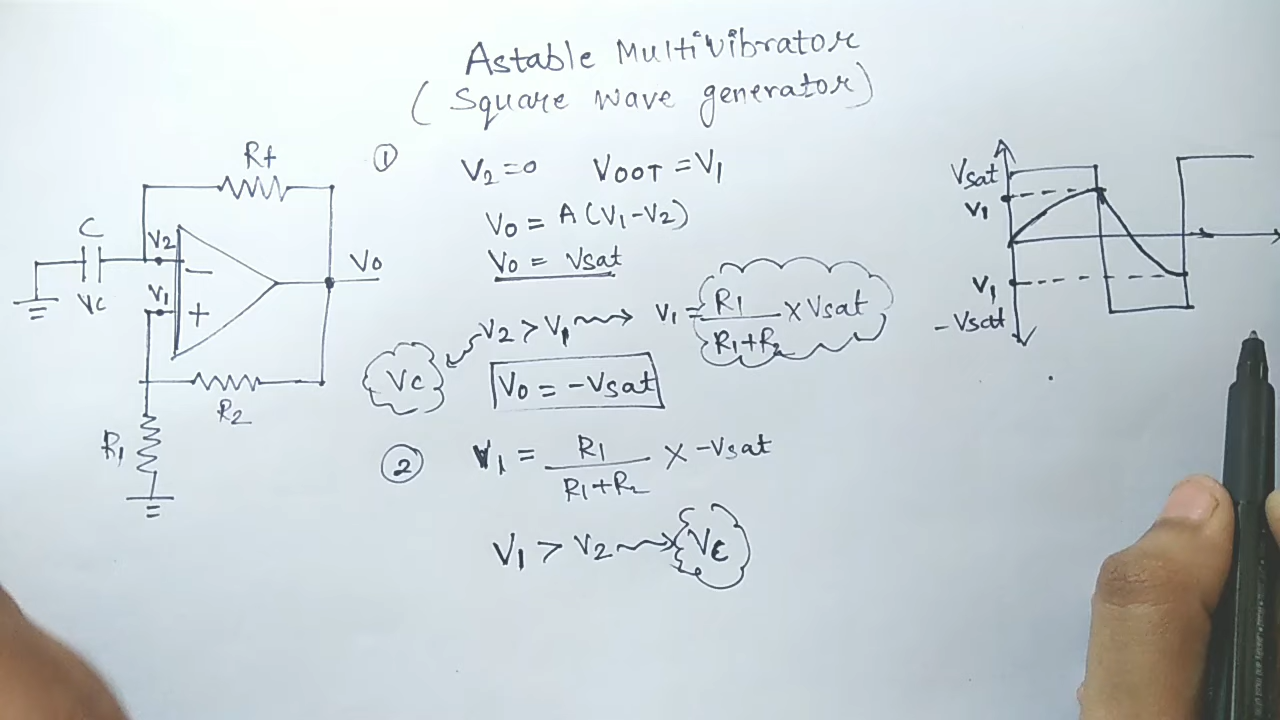 Astable Multivibrator
(Square wave generator)
Rf
C
V2
Vc
V1
−
+
Vo
R2
R1
①
V2=0 VOOT=V1
Vo = A(V1-V2)
Vo = Vsat
V2 > V1 V1 = R1/R1+R2 × Vsat
Vc
Vo = -Vsat
②
V1 = R1/R1+R2 × -Vsat
V1 > V2 Vc
Vsat
V1
V1
-Vsat